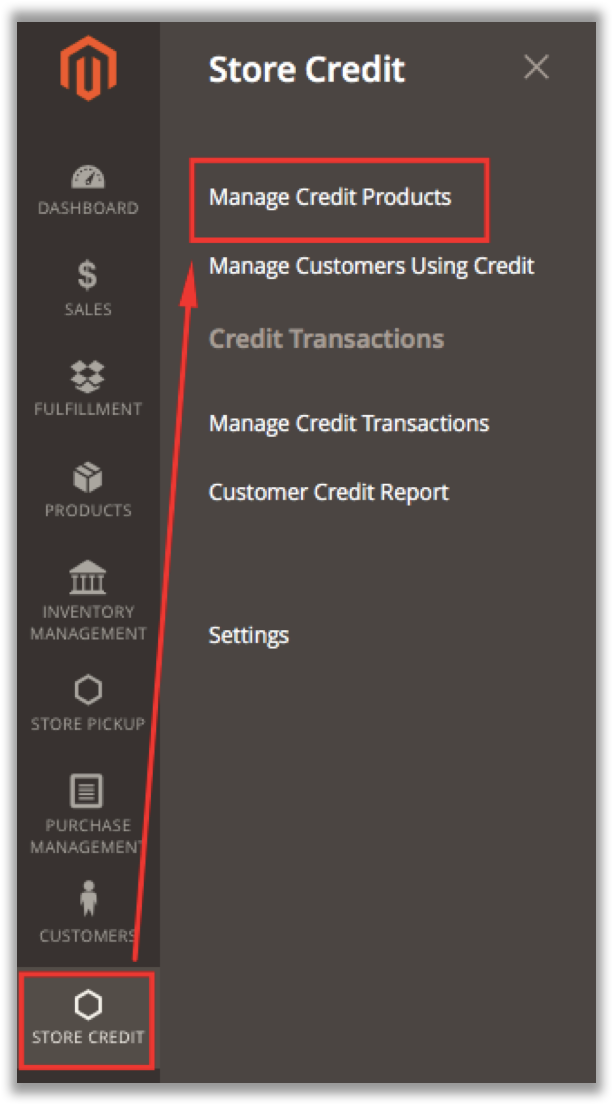 DASHBOARD
SALES
FULFILLMENT
PRODUCTS
INVENTORY
MANAGEMENT
STORE PICKUP
PURCHASE
MANAGEMENT
CUSTOMERS
STORE CREDIT
Store Credit
Manage Credit Products
Manage Customers Using Credit
Credit Transactions
Manage Credit Transactions
Customer Credit Report
Settings